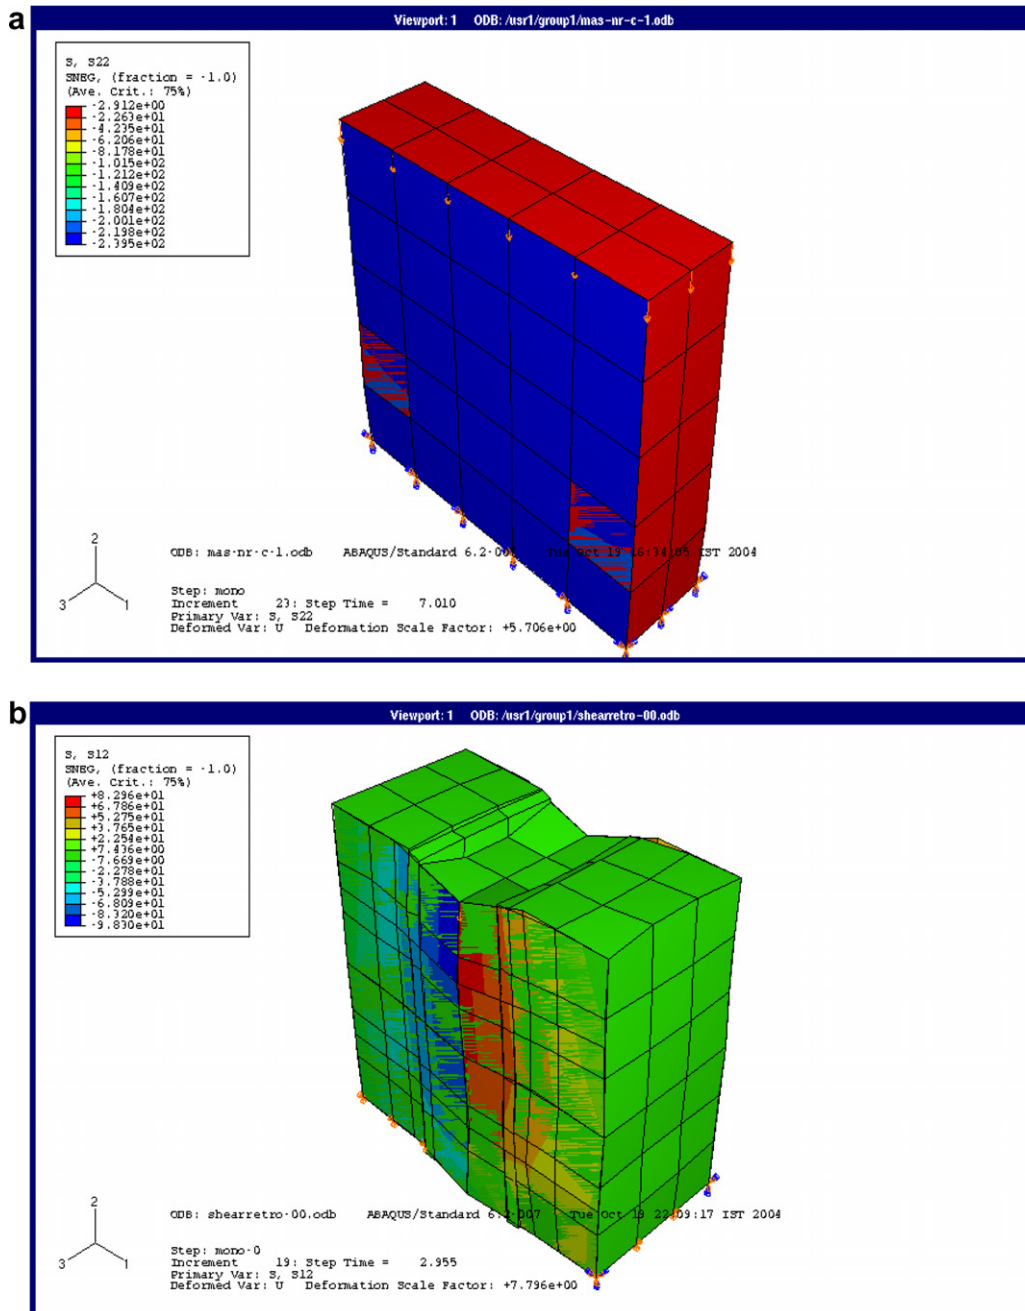 a
Viewport: 1 ODB: /usr1/group1/mas-nr-c-1.odb
S, S22
SNEG, (fraction = -1.0)
(Ave. Crit.: 75%)
-2.912e+00
-2.263e+01
-4.235e+01
-6.206e+01
-8.178e+01
-1.015e+02
-1.212e+02
-1.409e+02
-1.607e+02
-1.804e+02
-2.001e+02
-2.198e+02
-2.395e+02
2
3
1
ODB: mas-nr-c-1.odb ABAQUS/Standard 6.2-00 Tue Oct 19 16:34:05 IST 2004
Step: mono
Increment 23: Step Time = 7.010
Primary Var: S, S22
Deformed Var: U Deformation Scale Factor: +5.706e+00
b
Viewport: 1 ODB: /usr1/group1/shearretro-00.odb
S, S12
SNEG, (fraction = -1.0)
(Ave. Crit.: 75%)
+8.296e+01
+6.786e+01
+5.275e+01
+3.765e+01
+2.254e+01
+7.436e+00
-7.669e+00
-2.278e+01
-3.788e+01
-5.299e+01
-6.809e+01
-8.320e+01
-9.830e+01
2
3
1
ODB: shearretro-00.odb ABAQUS/Standard 6.2-007 Tue Oct 19 22:09:17 IST 2004
Step: mono-0
Increment 19: Step Time = 2.955
Primary Var: S, S12
Deformed Var: U Deformation Scale Factor: +7.796e+00